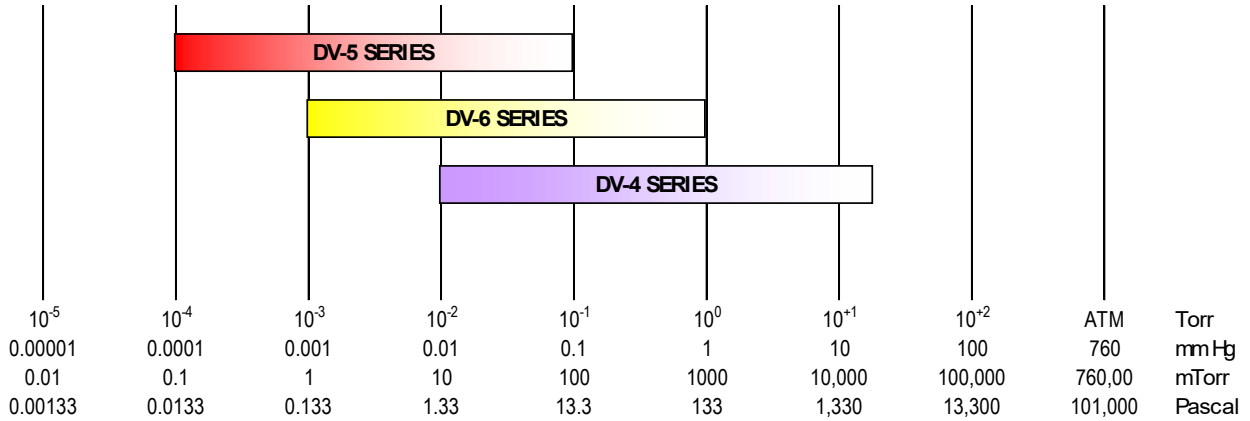 DV-5 SERIES
DV-6 SERIES
DV-4 SERIES
10⁻⁵ 10⁻⁴ 10⁻³ 10⁻² 10⁻¹ 10⁰ 10⁺¹ 10⁺² ATM Torr
0.00001 0.0001 0.001 0.01 0.1 1 10 100 760 mm Hg
0.01 0.1 1 10 100 1000 10,000 100,000 760,00 mTorr
0.00133 0.0133 0.133 1.33 13.3 133 1,330 13,300 101,000 Pascal